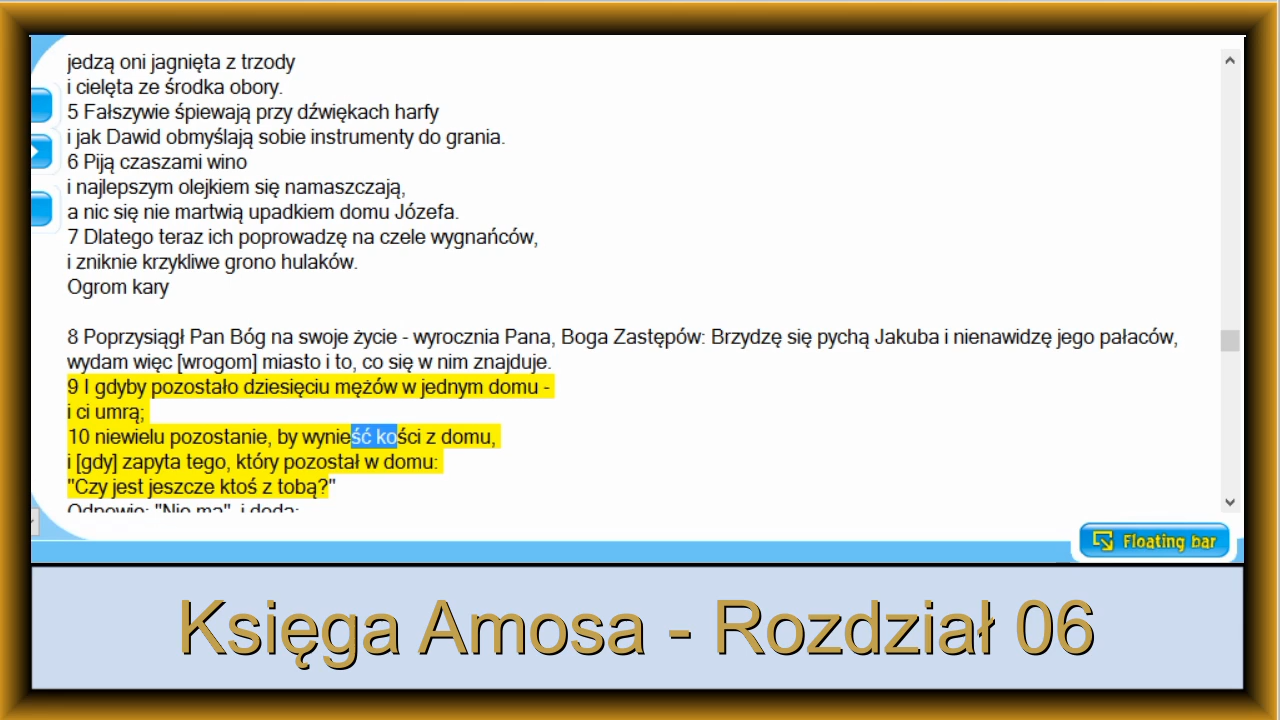 jedzą oni jagnięta z trzody
i cielęta ze środka obory.
5 Fałszywie śpiewają przy dźwiękach harfy
i jak Dawid obmyślają sobie instrumenty do grania.
6 Piją czaszami wino
i najlepszym olejkiem się namaszczają,
a nic się nie martwią upadkiem domu Józefa.
7 Dlatego teraz ich poprowadzę na czele wygnańców,
i zniknie krzykliwe grono hulaków.
Ogrom kary
8 Poprzysiągł Pan Bóg na swoje życie - wyrocznia Pana, Boga Zastępów: Brzydzę się pychą Jakuba i nienawidzę jego pałaców,
wydam więc [wrogom] miasto i to, co się w nim znajduje.
9 I gdyby pozostało dziesięciu mężów w jednym domu -
i ci umrą;
10 niewielu pozostanie, by wynieść kości z domu,
i [gdy] zapyta tego, który pozostał w domu:
"Czy jest jeszcze ktoś z tobą?"
Odpowie: "Nie ma", i doda:
Floating bar
Księga Amosa - Rozdział 06